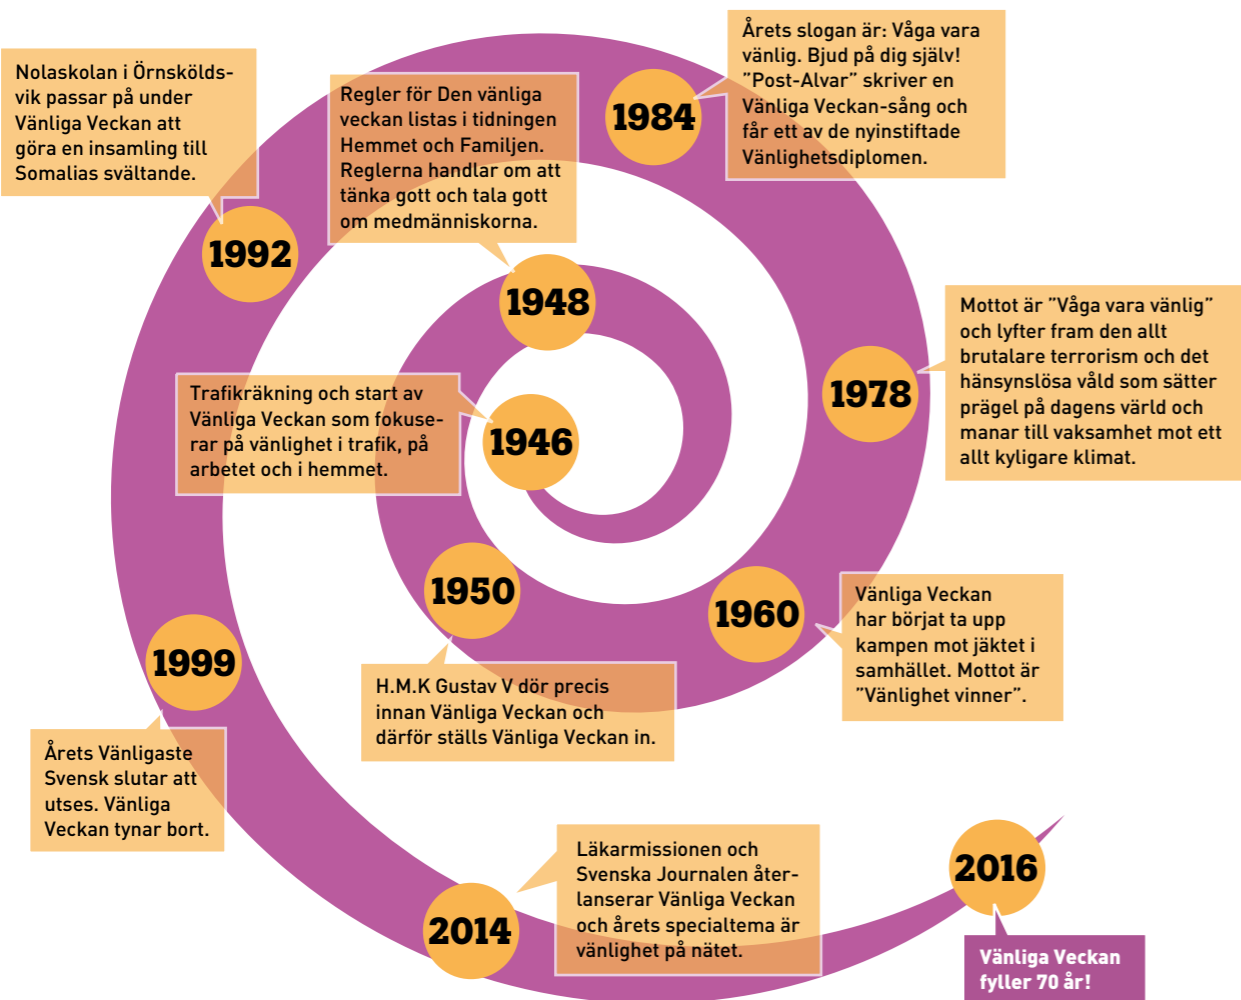 Årets slogan är: Våga vara
vänlig. Bjud på dig själv!
”Post-Alvar” skriver en
Vänliga Veckan-sång och
får ett av de nyinstiftade
Vänlighetsdiplomen.
1984
Nolaskolan i Örnskölds-
vik passar på under
Vänliga Veckan att
göra en insamling till
Somalias svältande.
1992
Regler för Den vänliga
veckan listas i tidningen
Hemmet och Familjen.
Reglerna handlar om att
tänka gott och tala gott
om medmänniskorna.
1948
Mottot är ”Våga vara vänlig”
och lyfter fram den allt
brutalare terrorism och det
hänsynslösa våld som sätter
prägel på dagens värld och
manar till vaksamhet mot ett
allt kyligare klimat.
1978
Trafikräkning och start av
Vänliga Veckan som fokuse-
rar på vänlighet i trafik, på
arbetet och i hemmet.
1946
1950
H.M.K Gustav V dör precis
innan Vänliga Veckan och
därför ställs Vänliga Veckan in.
1960
Vänliga Veckan
har börjat ta upp
kampen mot jäktet i
samhället. Mottot är
”Vänlighet vinner”.
1999
Årets Vänligaste
Svensk slutar att
utses. Vänliga
Veckan tynar bort.
2014
Läkarmissionen och
Svenska Journalen åter-
lanserar Vänliga Veckan
och årets specialtema är
vänlighet på nätet.
2016
Vänliga Veckan
fyller 70 år!